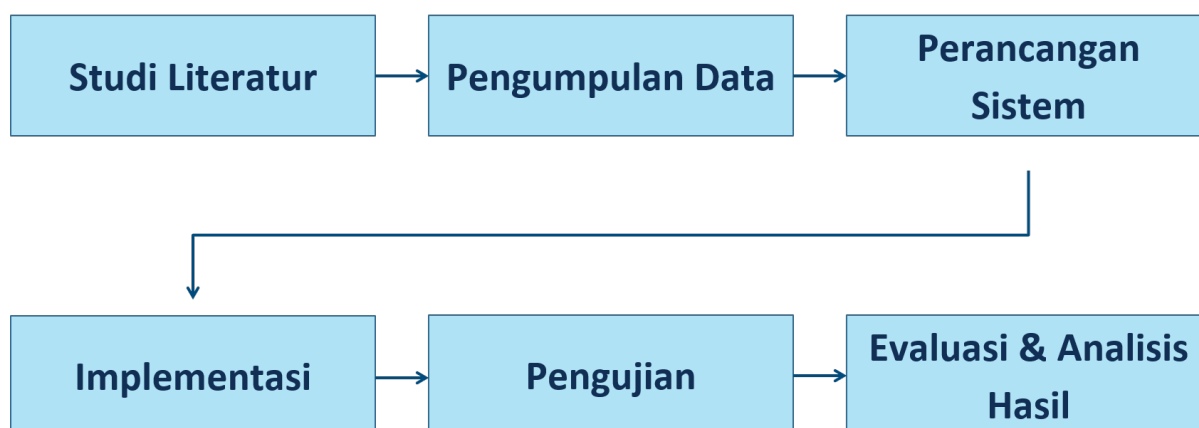 Studi Literatur
Pengumpulan Data
Perancangan
Sistem
Implementasi
Pengujian
Evaluasi & Analisis
Hasil